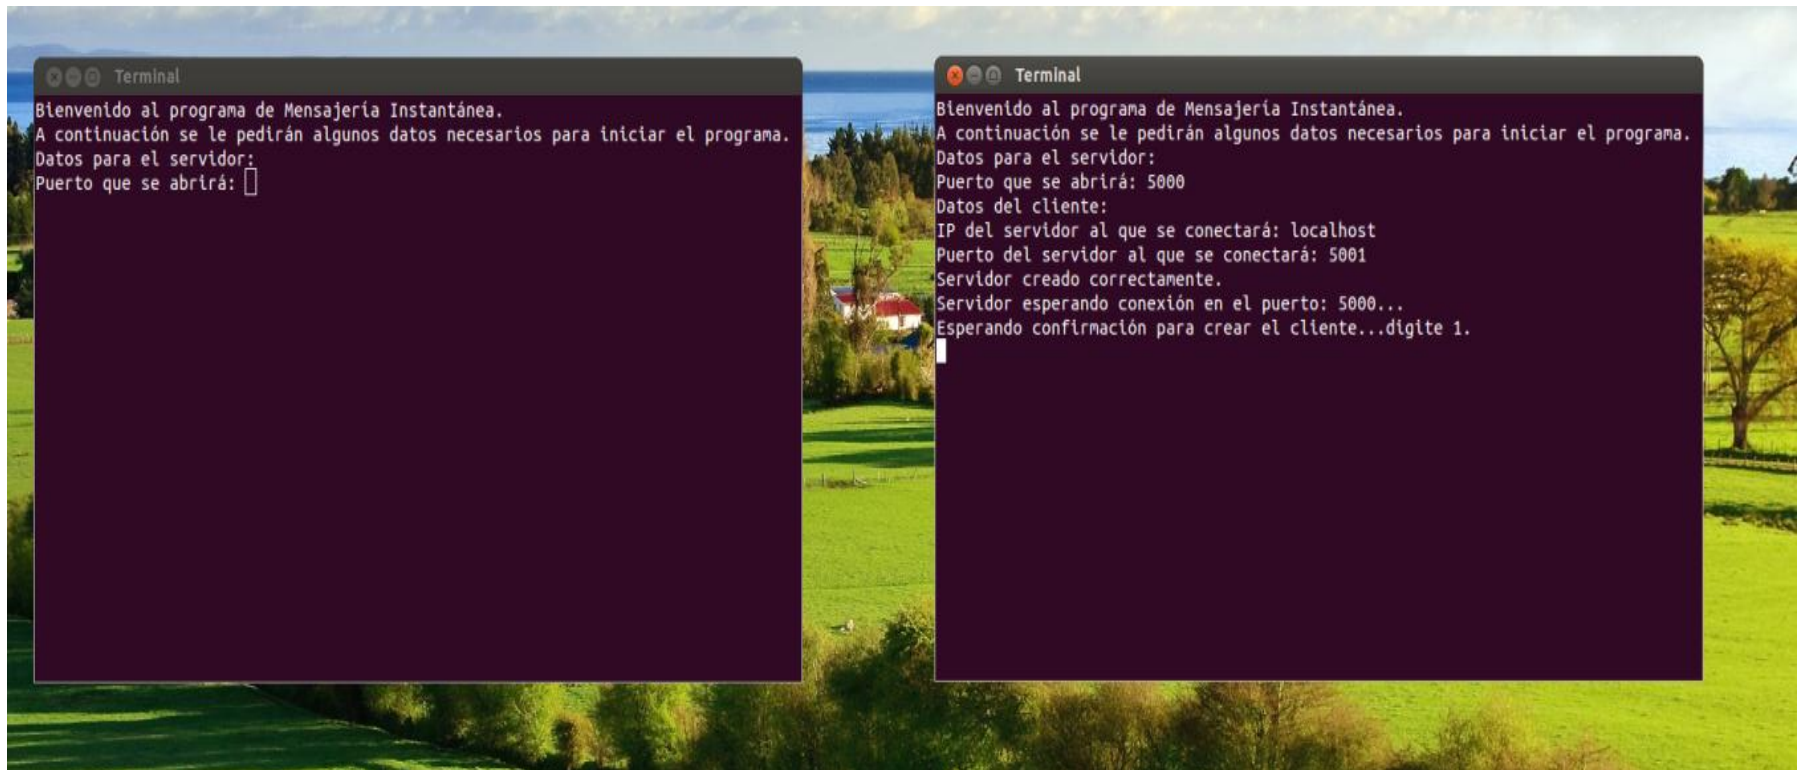 Terminal
Bienvenido al programa de Mensajería Instantánea.
A continuación se le pedirán algunos datos necesarios para iniciar el programa.
Datos para el servidor:
Puerto que se abrirá:
Terminal
Bienvenido al programa de Mensajería Instantánea.
A continuación se le pedirán algunos datos necesarios para iniciar el programa.
Datos para el servidor:
Puerto que se abrirá: 5000
Datos del cliente:
IP del servidor al que se conectará: localhost
Puerto del servidor al que se conectará: 5001
Servidor creado correctamente.
Servidor esperando conexión en el puerto: 5000...
Esperando confirmación para crear el cliente...digite 1.